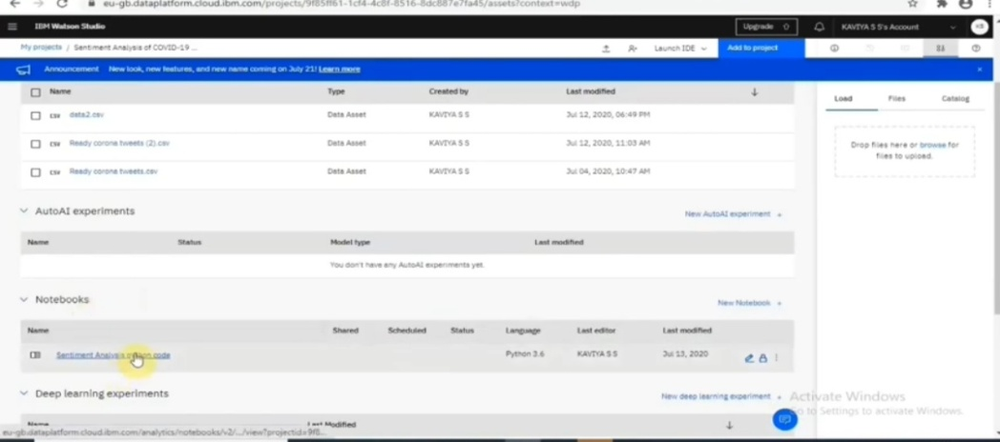 eu-gb.dataplatform.cloud.ibm.com/projects/9f85ff61-1cf4-4c8f-8516-8dc887e7fa45/assets?context=wdp
IBM Watson Studio
Upgrade
KAVIYA S S's Account
My projects / Sentiment Analysis of COVID-19 ...
Launch IDE
Add to project
Announcement New look, new features, and new name coming on July 21! Learn more
Name Type Created by Last modified
Load Files Catalog
CSV data2.csv Data Asset KAVIYA S S Jul 12, 2020, 06:49 PM
CSV Ready corona tweets (2).csv Data Asset KAVIYA S S Jul 12, 2020, 11:03 AM
Drop files here or browse for
files to upload.
CSV Ready corona tweets.csv Data Asset KAVIYA S S Jul 04, 2020, 10:47 AM
AutoAI experiments
New AutoAI experiment +
Name Status Model type Last modified
You don't have any AutoAI experiments yet.
Notebooks
New Notebook +
Name Shared Scheduled Status Language Last editor Last modified
Sentiment Analysis python code Python 3.6 KAVIYA S S Jul 13, 2020
Deep learning experiments
New deep learning experiment +
Activate Windows
Go to Settings to activate Windows.
Name Last Modified
eu-gb.dataplatform.cloud.ibm.com/analytics/notebooks/v2/.../view?projectid=9f8...